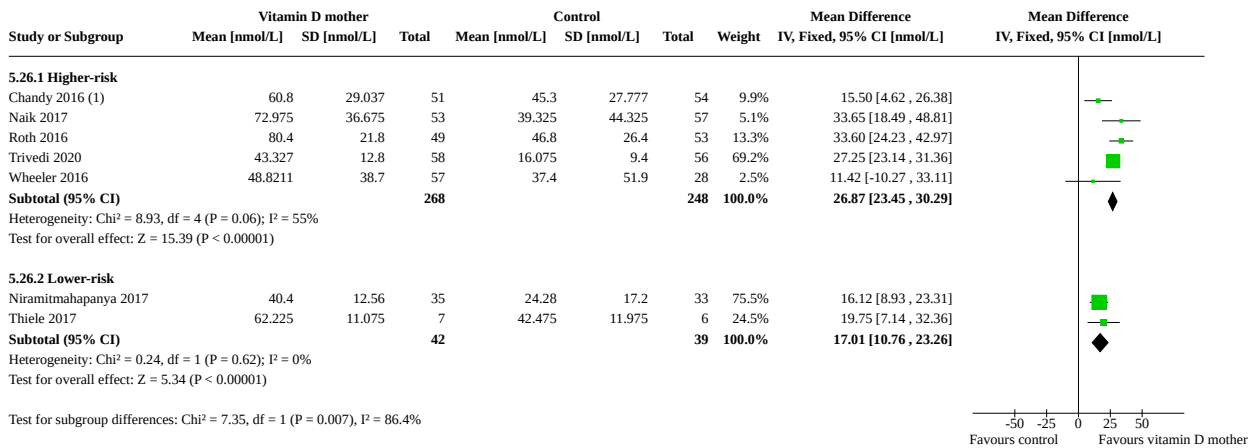 Vitamin D mother Control Mean Difference Mean Difference
Study or Subgroup Mean [nmol/L] SD [nmol/L] Total Mean [nmol/L] SD [nmol/L] Total Weight IV, Fixed, 95% CI [nmol/L] IV, Fixed, 95% CI [nmol/L]
5.26.1 Higher-risk
Chandy 2016 (1) 60.8 29.037 51 45.3 27.777 54 9.9% 15.50 [4.62 , 26.38]
Naik 2017 72.975 36.675 53 39.325 44.325 57 5.1% 33.65 [18.49 , 48.81]
Roth 2016 80.4 21.8 49 46.8 26.4 53 13.3% 33.60 [24.23 , 42.97]
Trivedi 2020 43.327 12.8 58 16.075 9.4 56 69.2% 27.25 [23.14 , 31.36]
Wheeler 2016 48.8211 38.7 57 37.4 51.9 28 2.5% 11.42 [-10.27 , 33.11]
Subtotal (95% CI) 268 248 100.0% 26.87 [23.45 , 30.29]
Heterogeneity: Chi² = 8.93, df = 4 (P = 0.06); I² = 55%
Test for overall effect: Z = 15.39 (P < 0.00001)
5.26.2 Lower-risk
Niramitmahapanya 2017 40.4 12.56 35 24.28 17.2 33 75.5% 16.12 [8.93 , 23.31]
Thiele 2017 62.225 11.075 7 42.475 11.975 6 24.5% 19.75 [7.14 , 32.36]
Subtotal (95% CI) 42 39 100.0% 17.01 [10.76 , 23.26]
Heterogeneity: Chi² = 0.24, df = 1 (P = 0.62); I² = 0%
Test for overall effect: Z = 5.34 (P < 0.00001)
Test for subgroup differences: Chi² = 7.35, df = 1 (P = 0.007), I² = 86.4%
-50 -25 0 25 50
Favours control Favours vitamin D mother